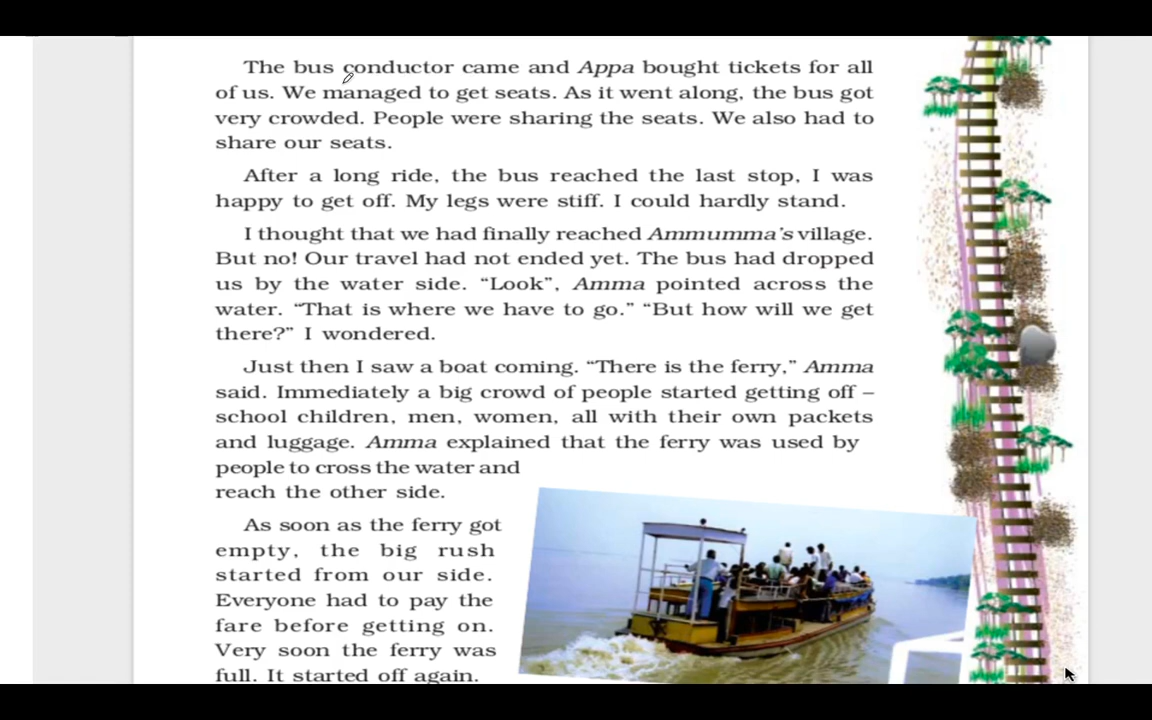 The bus conductor came and Appa bought tickets for all
of us. We managed to get seats. As it went along, the bus got
very crowded. People were sharing the seats. We also had to
share our seats.
After a long ride, the bus reached the last stop, I was
happy to get off. My legs were stiff. I could hardly stand.
I thought that we had finally reached Ammumma's village.
But no! Our travel had not ended yet. The bus had dropped
us by the water side. “Look”, Amma pointed across the
water. “That is where we have to go.” “But how will we get
there?” I wondered.
Just then I saw a boat coming. “There is the ferry,” Amma
said. Immediately a big crowd of people started getting off –
school children, men, women, all with their own packets
and luggage. Amma explained that the ferry was used by
people to cross the water and
reach the other side.
As soon as the ferry got
empty, the big rush
started from our side.
Everyone had to pay the
fare before getting on.
Very soon the ferry was
full. It started off again.